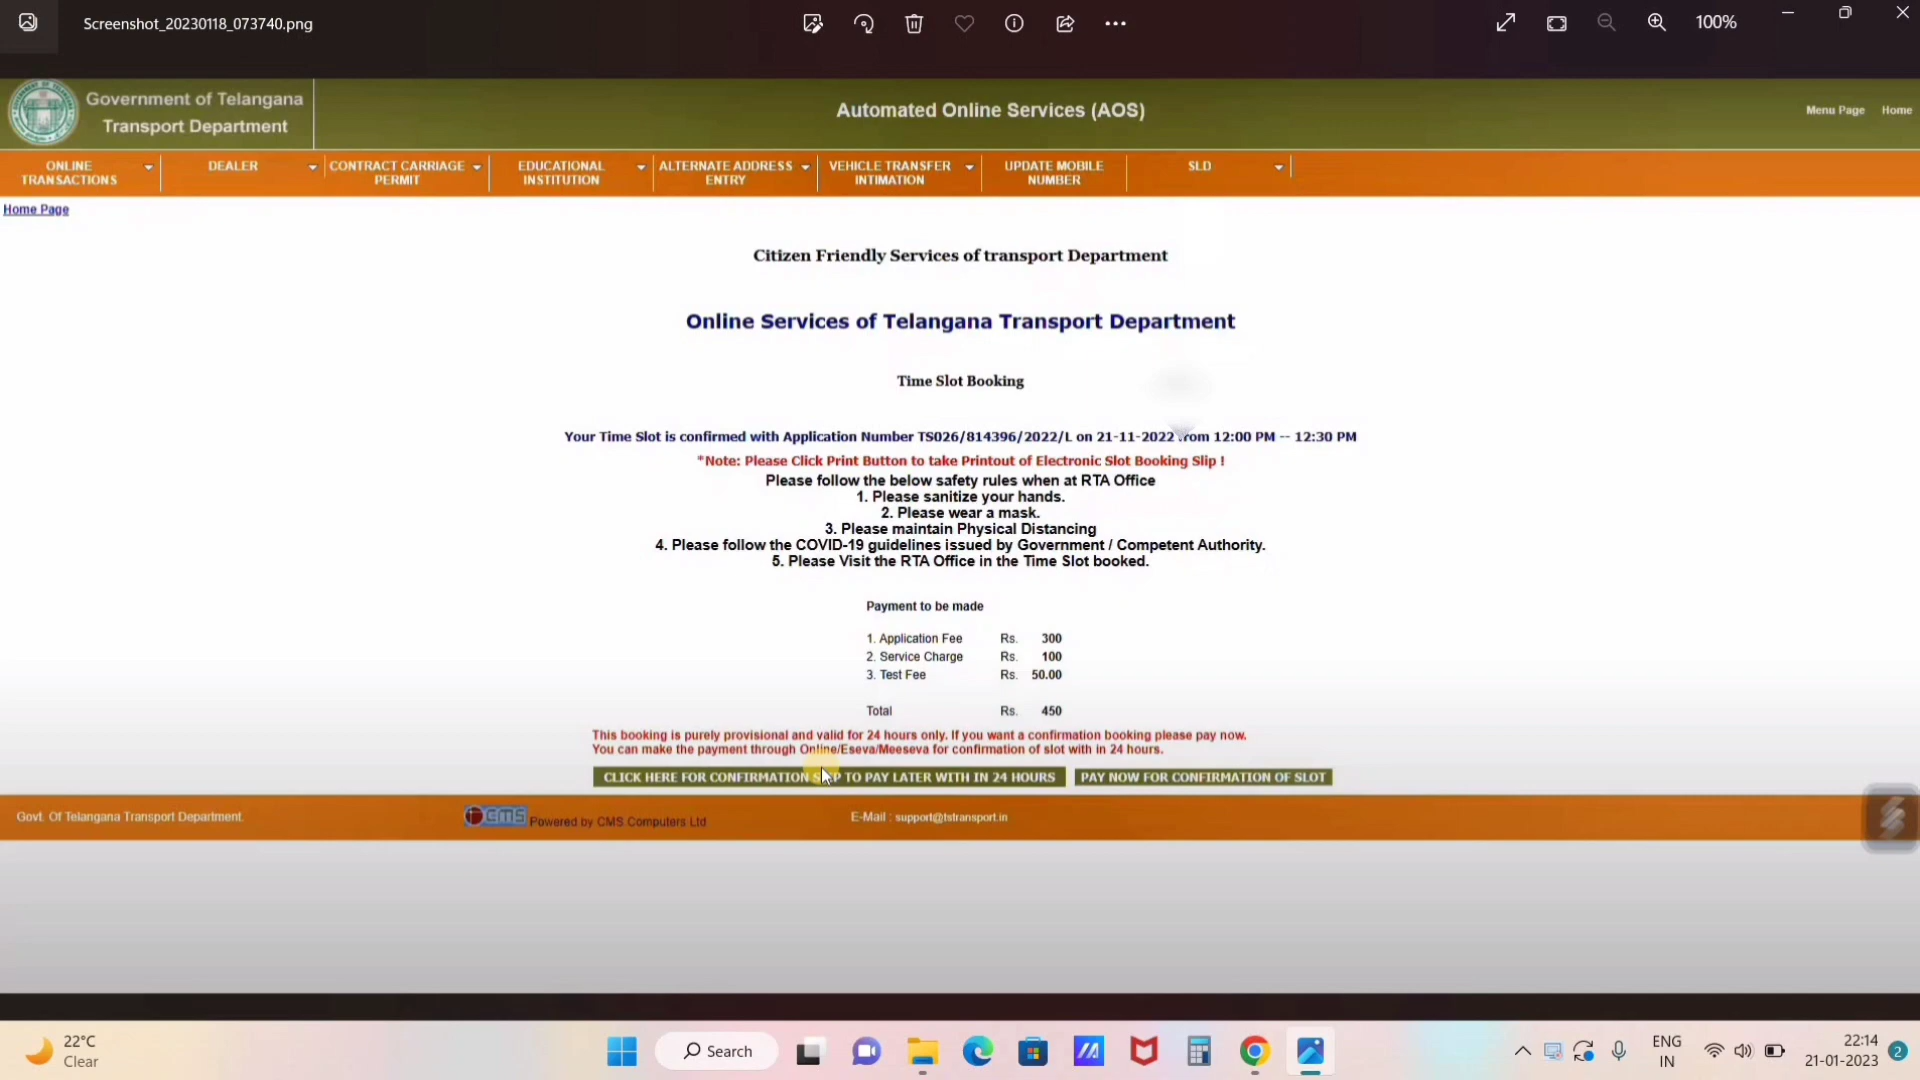 Screenshot_20230118_073740.png
100%
Government of Telangana
Transport Department
Automated Online Services (AOS)
Menu Page Home
ONLINE TRANSACTIONS
DEALER
CONTRACT CARRIAGE PERMIT
EDUCATIONAL INSTITUTION
ALTERNATE ADDRESS ENTRY
VEHICLE TRANSFER INTIMATION
UPDATE MOBILE NUMBER
SLD
Home Page
Citizen Friendly Services of transport Department
Online Services of Telangana Transport Department
Time Slot Booking
Your Time Slot is confirmed with Application Number TS026/814396/2022/L on 21-11-2022 from 12:00 PM -- 12:30 PM
*Note: Please Click Print Button to take Printout of Electronic Slot Booking Slip !
Please follow the below safety rules when at RTA Office
1. Please sanitize your hands.
2. Please wear a mask.
3. Please maintain Physical Distancing
4. Please follow the COVID-19 guidelines issued by Government / Competent Authority.
5. Please Visit the RTA Office in the Time Slot booked.
Payment to be made
1. Application Fee Rs. 300
2. Service Charge Rs. 100
3. Test Fee Rs. 50.00
Total Rs. 450
This booking is purely provisional and valid for 24 hours only. If you want a confirmation booking please pay now.
You can make the payment through Online/Eseva/Meeseva for confirmation of slot with in 24 hours.
CLICK HERE FOR CONFIRMATION SLIP TO PAY LATER WITH IN 24 HOURS PAY NOW FOR CONFIRMATION OF SLOT
Govt. Of Telangana Transport Department.
CMS Powered by CMS Computers Ltd
E-Mail : support@tstransport.in
22°C
Clear
Search
ENG
IN
22:14
21-01-2023
2